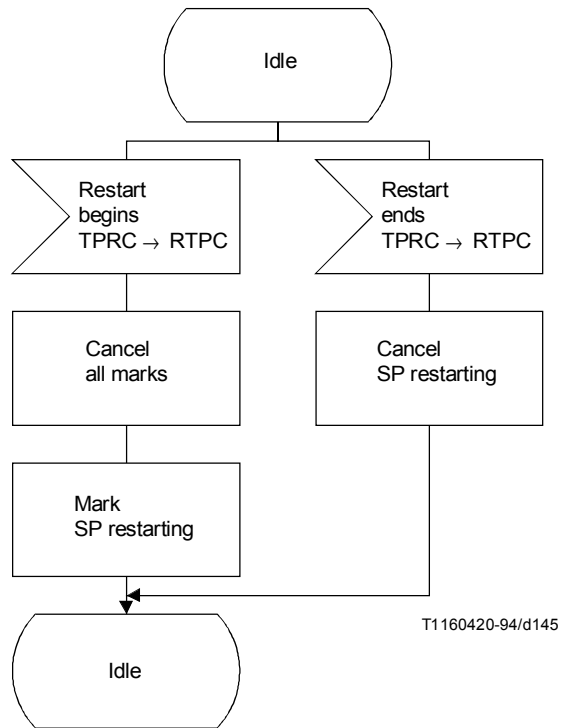 Idle
Restart
begins
TPRC → RTPC
Restart
ends
TPRC → RTPC
Cancel
all marks
Cancel
SP restarting
Mark
SP restarting
T1160420-94/d145
Idle